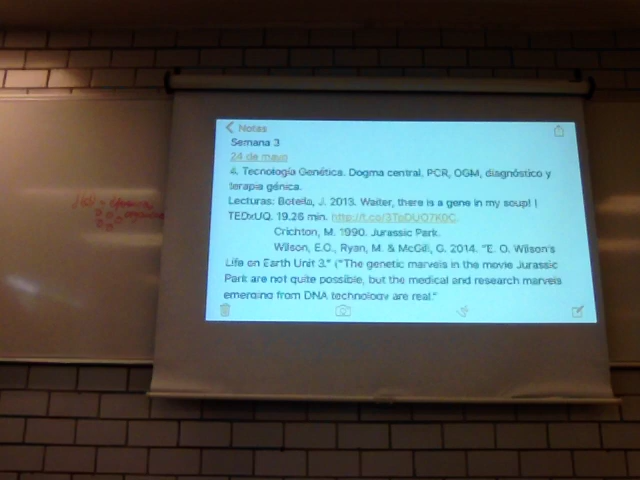 Notas
Semana 3
24 de mayo
4. Tecnología Genética. Dogma central. PCR, OGM, diagnóstico y
terapia génica.
Lecturas: Botella, J. 2013. Waiter, there is a gene in my soup! |
TEDxUQ. 19.26 min.
Crichton, M. 1990. Jurassic Park.
Wilson, E.O., Ryan, M. & McGill, G. 2014. "E. O. Wilson's
Life on Earth Unit 3." ("The genetic marvels in the movie Jurassic
Park are not quite possible, but the medical and research marvels
emerging from DNA technology are real."